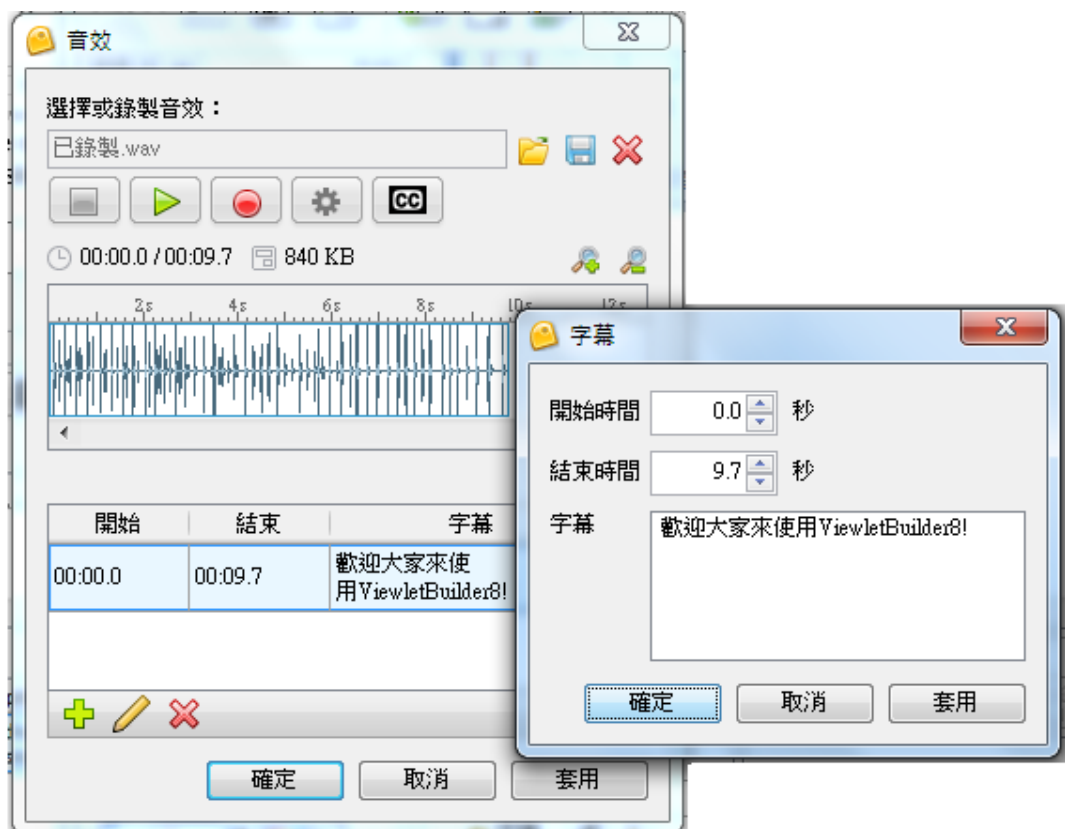 音效
選擇或錄製音效：
已錄製.wav
CC
00:00.0 / 00:09.7 840 KB
2s 4s 6s 8s 10s 12s
開始 結束 字幕
00:00.0 00:09.7 歡迎大家來使
用ViewletBuilder8!
確定 取消 套用
字幕
開始時間 0.0 秒
結束時間 9.7 秒
字幕 歡迎大家來使用ViewletBuilder8!
確定 取消 套用